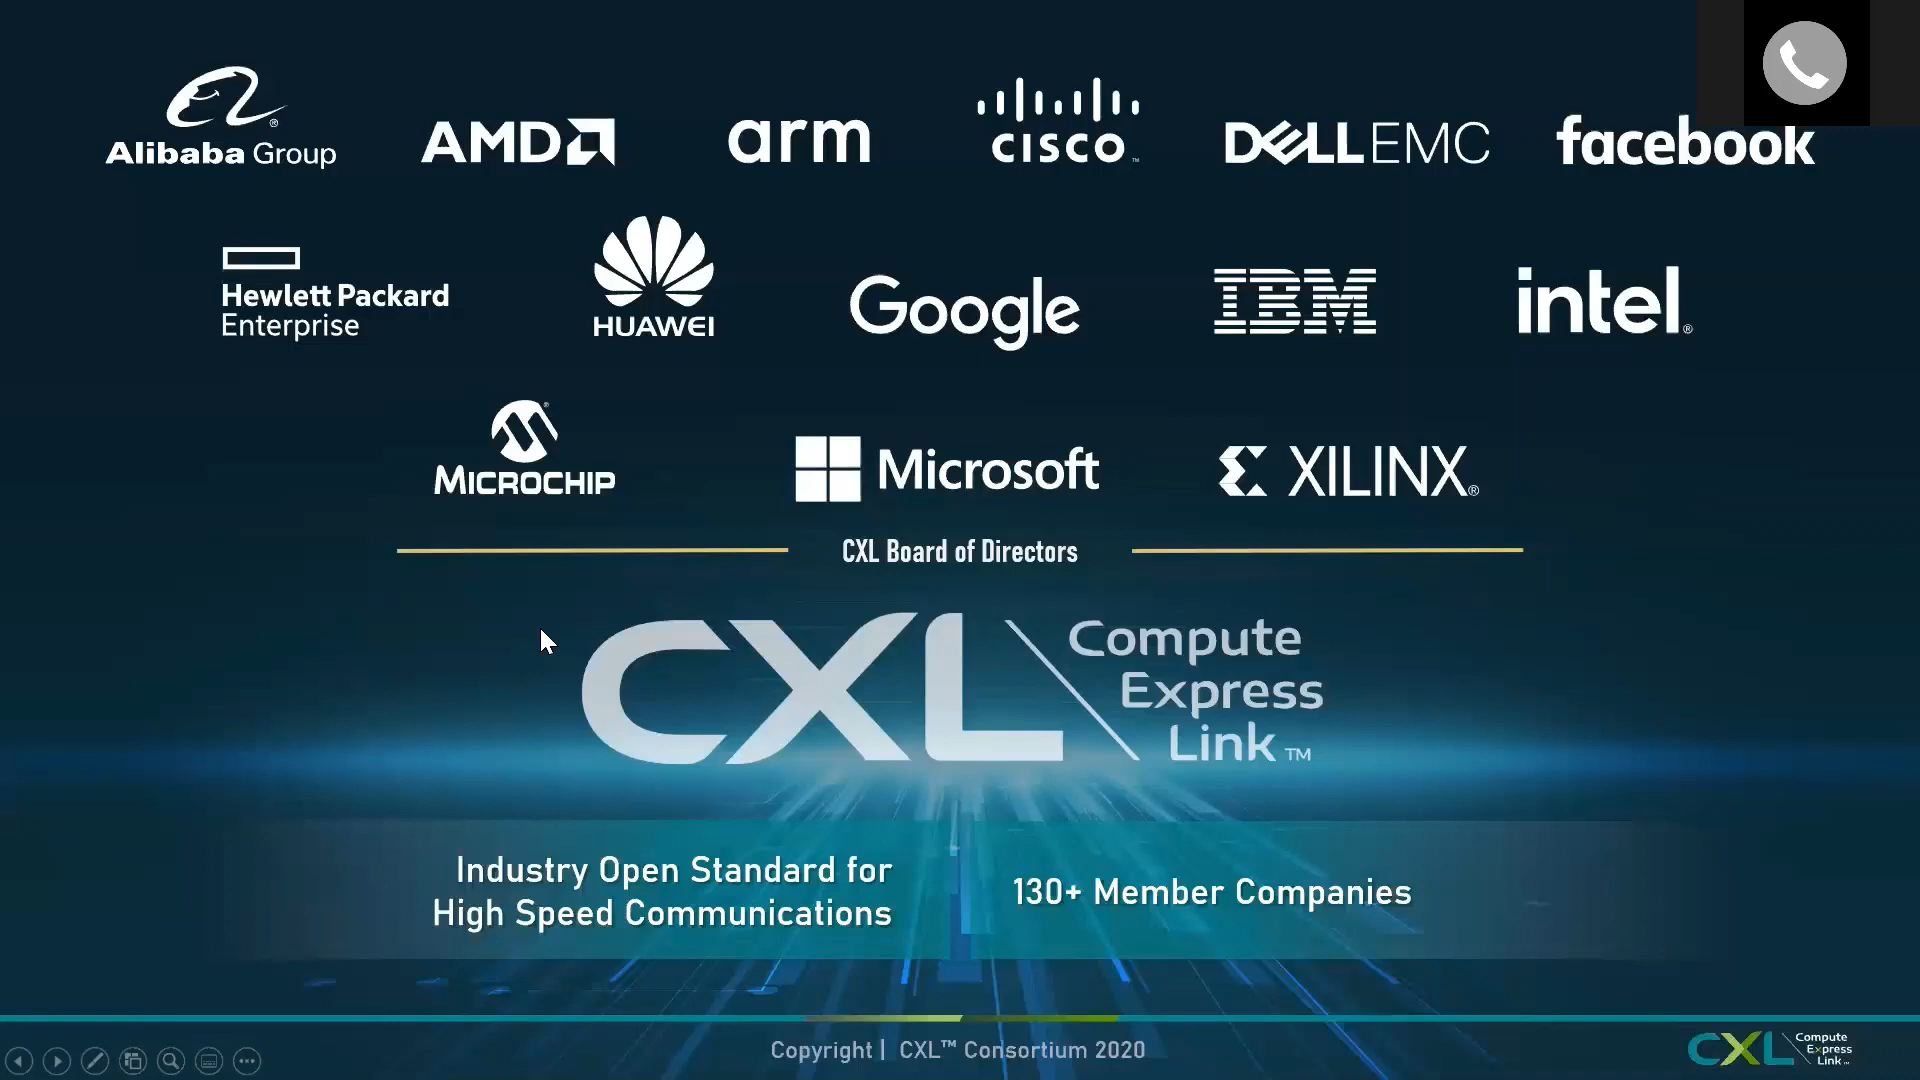 Alibaba Group
AMD
arm
CISCO
DELLEMC
facebook
Hewlett Packard
Enterprise
HUAWEI
Google
IBM
intel
MICROCHIP
Microsoft
XILINX
CXL Board of Directors
CXL
Compute
Express
Link™
Industry Open Standard for
High Speed Communications
130+ Member Companies
Copyright | CXL™ Consortium 2020
CXL
Compute
Express
Link™